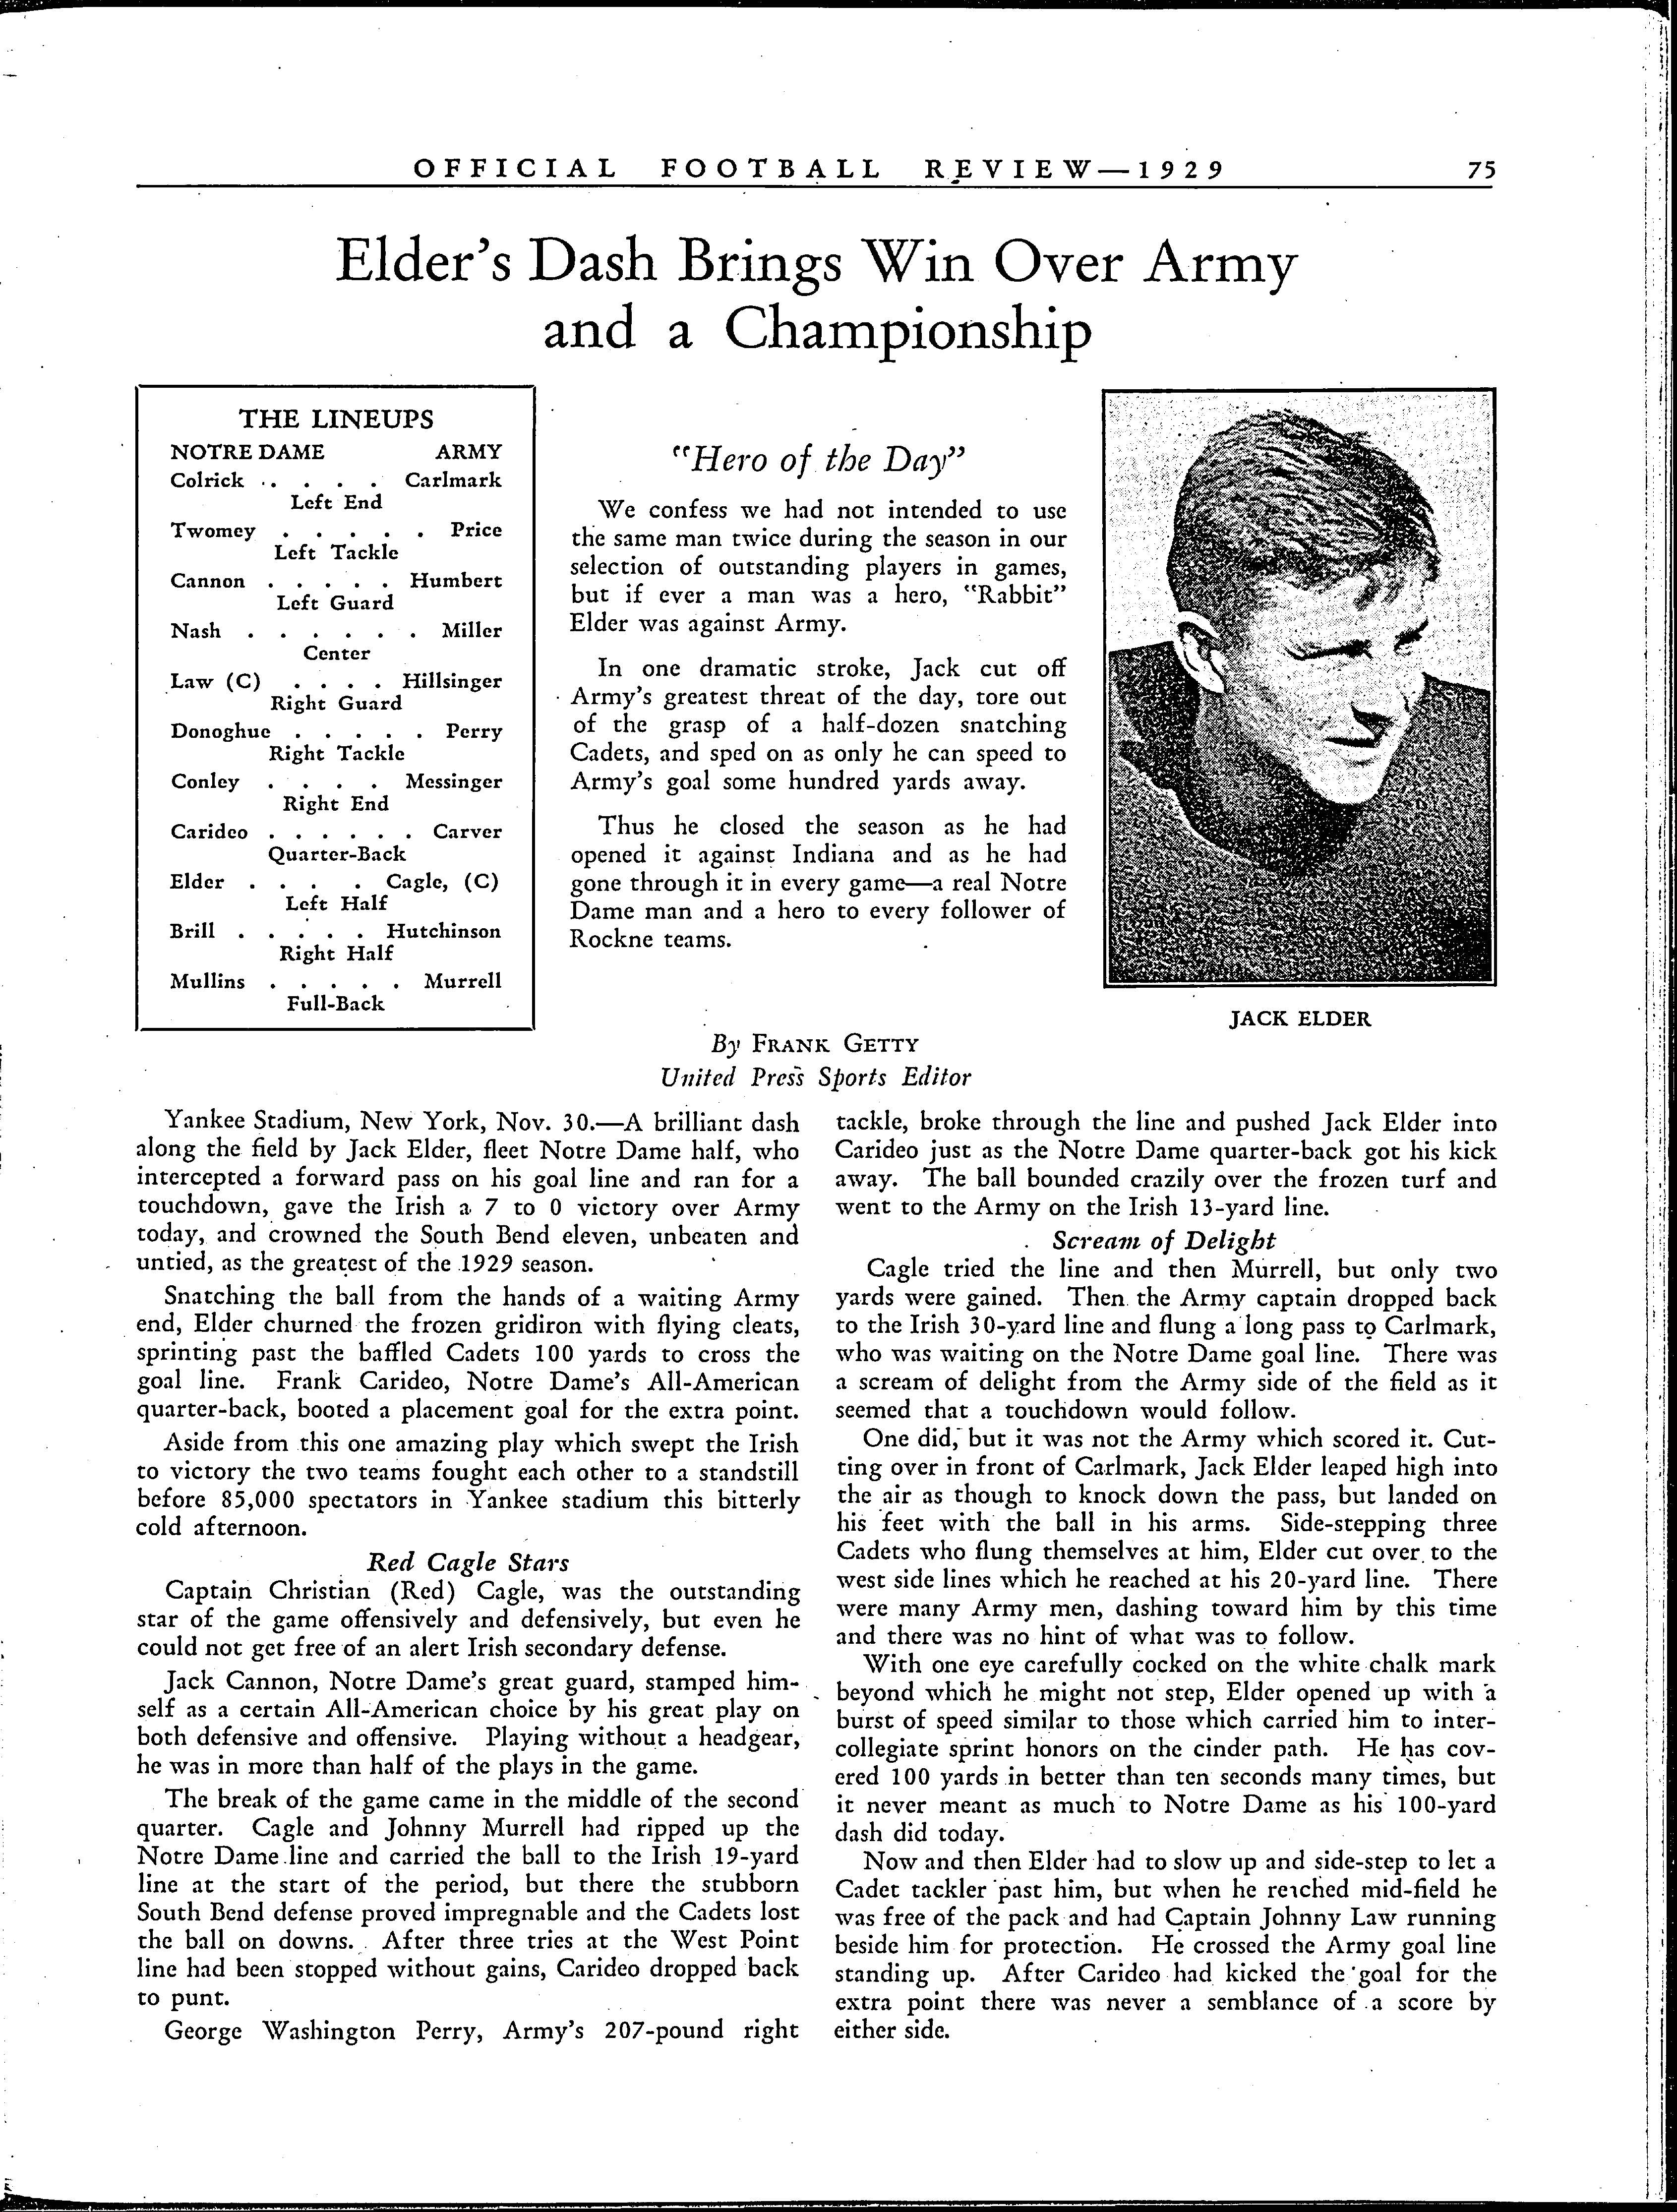 OFFICIAL FOOTBALL REVIEW—1929 75
Elder's Dash Brings Win Over Army
and a Championship
THE LINEUPS
NOTRE DAME ARMY
Colrick . . . . . Carlmark
Left End
Twomey . . . . . Price
Left Tackle
Cannon . . . . . Humbert
Left Guard
Nash . . . . . . Miller
Center
Law (C) . . . . Hillsinger
Right Guard
Donoghue . . . . . Perry
Right Tackle
Conley . . . . Messinger
Right End
Carideo . . . . . . Carver
Quarter-Back
Elder . . . . Cagle, (C)
Left Half
Brill . . . . . Hutchinson
Right Half
Mullins . . . . . Murrell
Full-Back
"Hero of the Day"
We confess we had not intended to use
the same man twice during the season in our
selection of outstanding players in games,
but if ever a man was a hero, "Rabbit"
Elder was against Army.
In one dramatic stroke, Jack cut off
Army's greatest threat of the day, tore out
of the grasp of a half-dozen snatching
Cadets, and sped on as only he can speed to
Army's goal some hundred yards away.
Thus he closed the season as he had
opened it against Indiana and as he had
gone through it in every game—a real Notre
Dame man and a hero to every follower of
Rockne teams.
JACK ELDER
By FRANK GETTY
United Press Sports Editor
Yankee Stadium, New York, Nov. 30.—A brilliant dash
along the field by Jack Elder, fleet Notre Dame half, who
intercepted a forward pass on his goal line and ran for a
touchdown, gave the Irish a 7 to 0 victory over Army
today, and crowned the South Bend eleven, unbeaten and
untied, as the greatest of the 1929 season.
Snatching the ball from the hands of a waiting Army
end, Elder churned the frozen gridiron with flying cleats,
sprinting past the baffled Cadets 100 yards to cross the
goal line. Frank Carideo, Notre Dame's All-American
quarter-back, booted a placement goal for the extra point.
Aside from this one amazing play which swept the Irish
to victory the two teams fought each other to a standstill
before 85,000 spectators in Yankee stadium this bitterly
cold afternoon.
Red Cagle Stars
Captain Christian (Red) Cagle, was the outstanding
star of the game offensively and defensively, but even he
could not get free of an alert Irish secondary defense.
Jack Cannon, Notre Dame's great guard, stamped him-
self as a certain All-American choice by his great play on
both defensive and offensive. Playing without a headgear,
he was in more than half of the plays in the game.
The break of the game came in the middle of the second
quarter. Cagle and Johnny Murrell had ripped up the
Notre Dame line and carried the ball to the Irish 19-yard
line at the start of the period, but there the stubborn
South Bend defense proved impregnable and the Cadets lost
the ball on downs. After three tries at the West Point
line had been stopped without gains, Carideo dropped back
to punt.
George Washington Perry, Army's 207-pound right
tackle, broke through the line and pushed Jack Elder into
Carideo just as the Notre Dame quarter-back got his kick
away. The ball bounded crazily over the frozen turf and
went to the Army on the Irish 13-yard line.
Scream of Delight
Cagle tried the line and then Murrell, but only two
yards were gained. Then the Army captain dropped back
to the Irish 30-yard line and flung a long pass to Carlmark,
who was waiting on the Notre Dame goal line. There was
a scream of delight from the Army side of the field as it
seemed that a touchdown would follow.
One did, but it was not the Army which scored it. Cut-
ting over in front of Carlmark, Jack Elder leaped high into
the air as though to knock down the pass, but landed on
his feet with the ball in his arms. Side-stepping three
Cadets who flung themselves at him, Elder cut over to the
west side lines which he reached at his 20-yard line. There
were many Army men, dashing toward him by this time
and there was no hint of what was to follow.
With one eye carefully cocked on the white chalk mark
beyond which he might not step, Elder opened up with a
burst of speed similar to those which carried him to inter-
collegiate sprint honors on the cinder path. He has cov-
ered 100 yards in better than ten seconds many times, but
it never meant as much to Notre Dame as his 100-yard
dash did today.
Now and then Elder had to slow up and side-step to let a
Cadet tackler past him, but when he reached mid-field he
was free of the pack and had Captain Johnny Law running
beside him for protection. He crossed the Army goal line
standing up. After Carideo had kicked the goal for the
extra point there was never a semblance of a score by
either side.